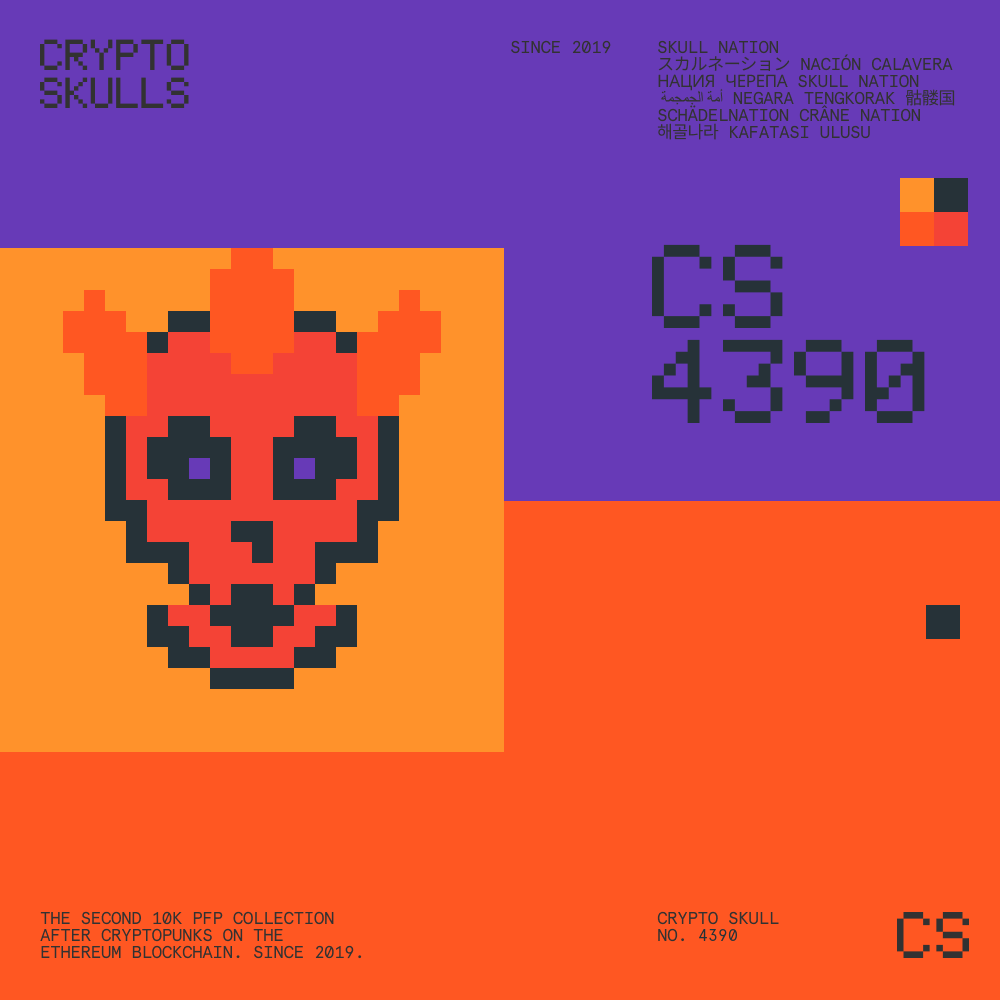 CRYPTO
SKULLS
SINCE 2019
SKULL NATION
スカルネーション NACIÓN CALAVERA
НАЦИЯ ЧЕРЕПА SKULL NATION
أمة الجمجمة NEGARA TENGKORAK 骷髅国
SCHÄDELNATION CRÂNE NATION
해골나라 KAFATASI ULUSU
CS
4390
THE SECOND 10K PFP COLLECTION
AFTER CRYPTOPUNKS ON THE
ETHEREUM BLOCKCHAIN. SINCE 2019.
CRYPTO SKULL
NO. 4390
CS